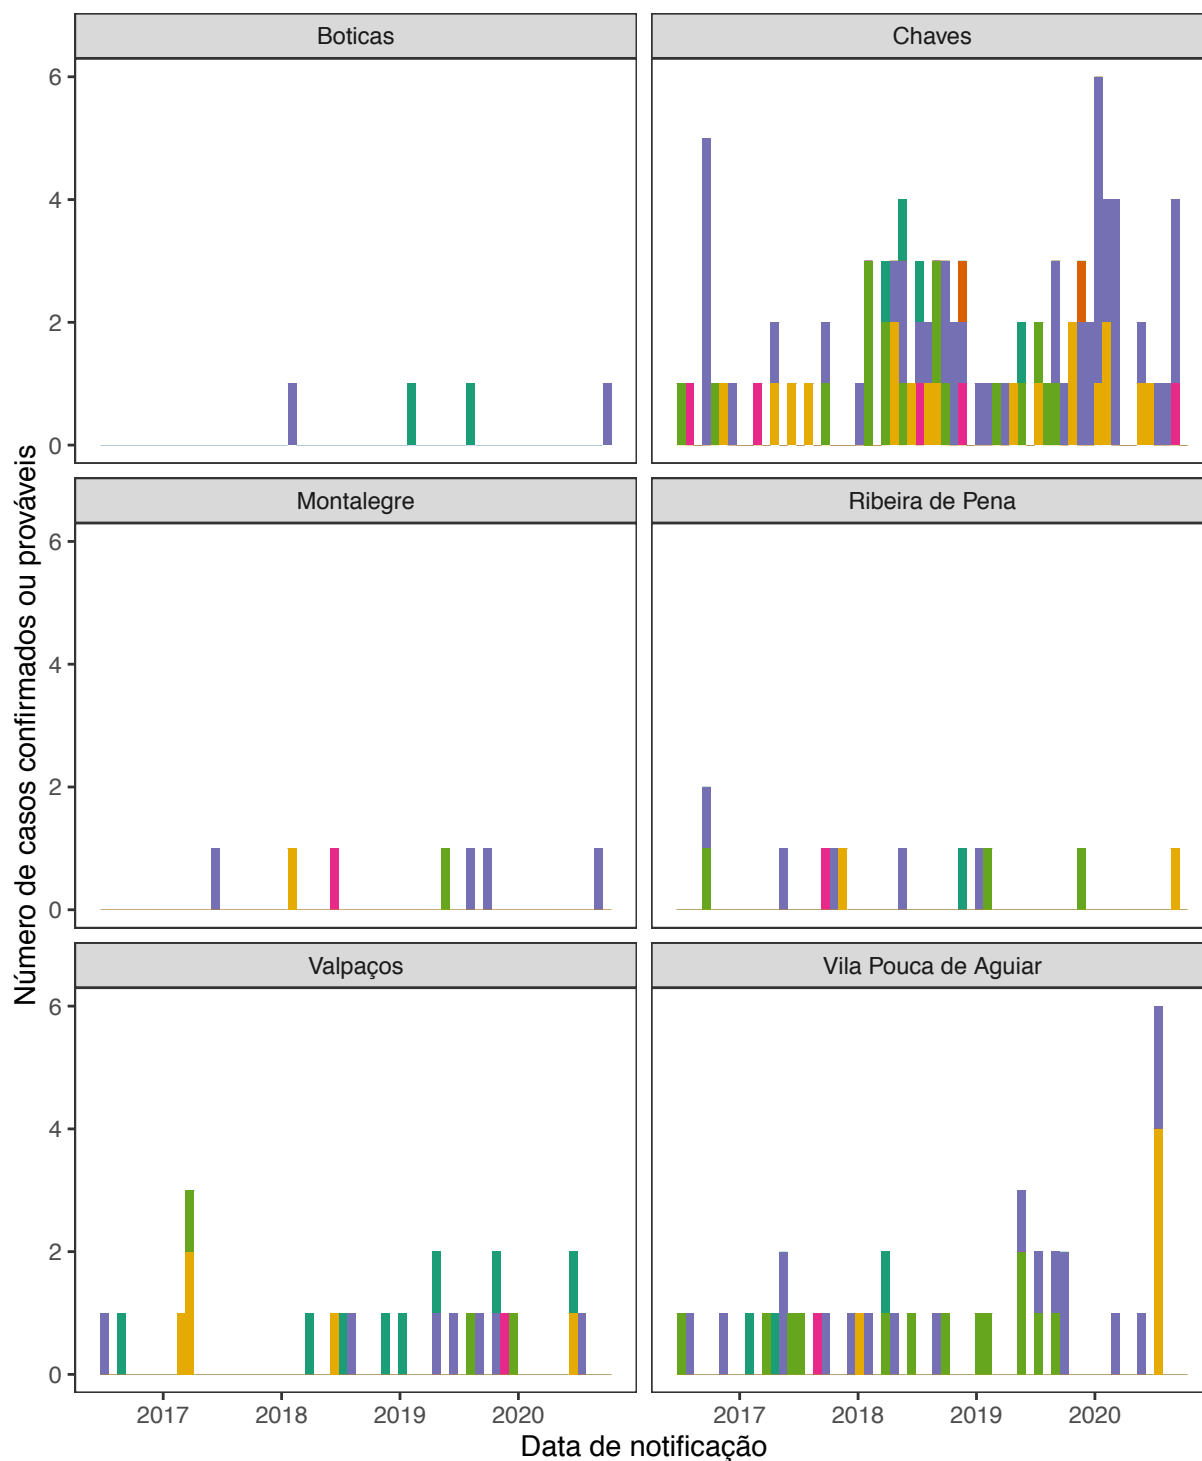 Boticas
Chaves
6
4
2
0
Montalegre
Ribeira de Pena
6
4
2
0
Número de casos confirmados ou prováveis
Valpaços
Vila Pouca de Aguiar
6
4
2
0
2017 2018 2019 2020
2017 2018 2019 2020
Data de notificação